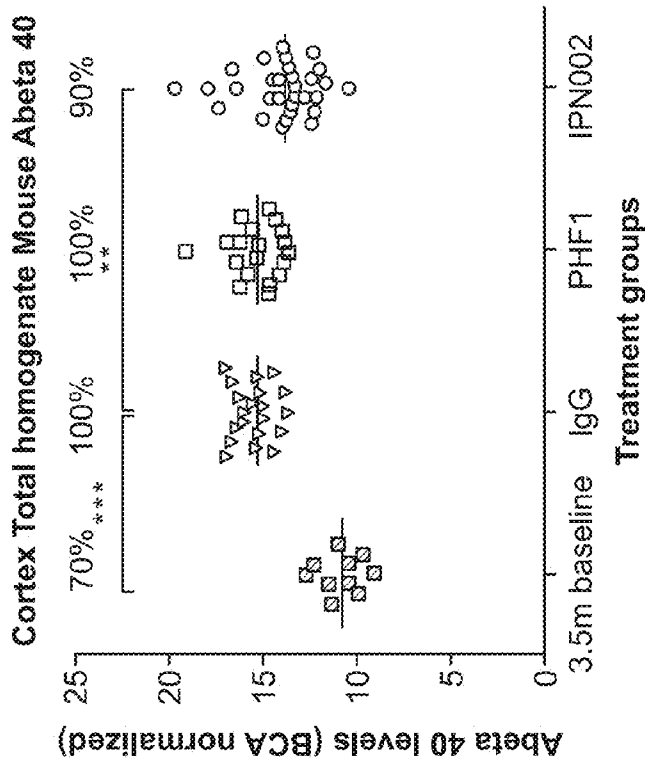 Cortex Total homogenate Mouse Abeta 40
70% 100% 100% 90%
*** **
25
20
15
10
5
0
Abeta 40 levels (BCA normalized)
3.5m baseline IgG PHF1 IPN002
Treatment groups